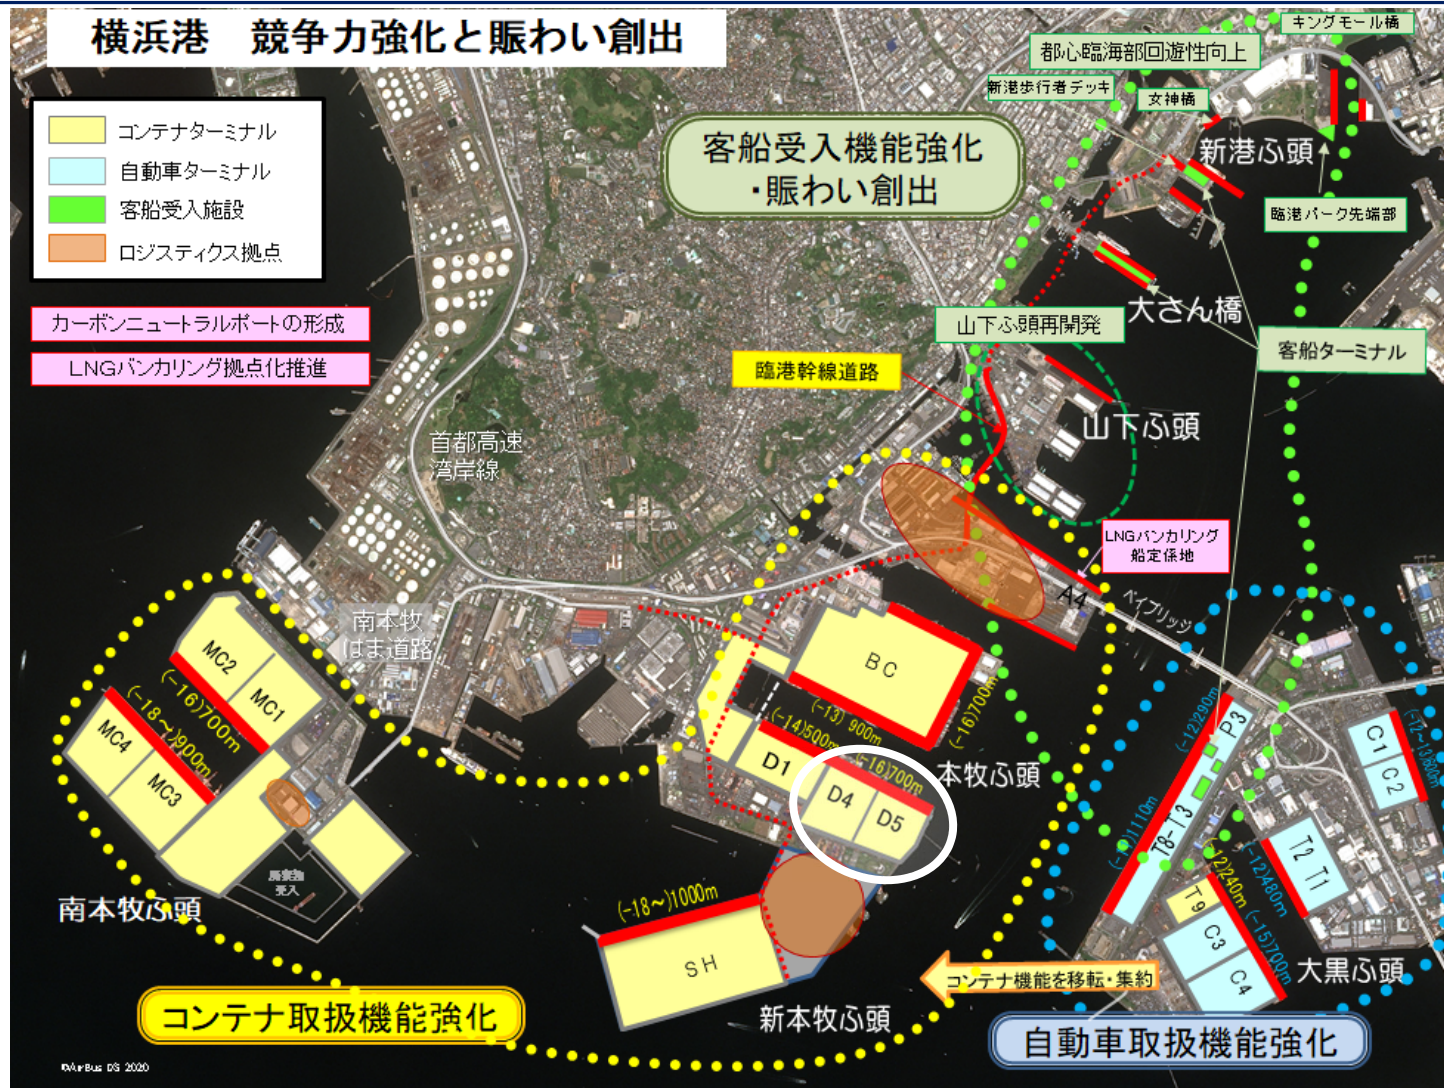 横浜港　競争力強化と賑わい創出
コンテナターミナル
自動車ターミナル
客船受入施設
ロジスティクス拠点
カーボンニュートラルポートの形成
LNGバンカリング拠点化推進
客船受入機能強化
・賑わい創出
キングモール橋
都心臨海部回遊性向上
新港歩行者デッキ
女神橋
新港ふ頭
臨港パーク先端部
大さん橋
客船ターミナル
山下ふ頭再開発
臨港幹線道路
山下ふ頭
首都高速
湾岸線
LNGバンカリング
船定係地
A4
ベイブリッジ
南本牧
はま道路
MC2
MC1
(-16)700m
(-18~)900m
MC4
MC3
廃棄物
受入
南本牧ふ頭
BC
(-13) 900m
(-16)700m
(-14)500m
(-16)700m
D1
D4
D5
本牧ふ頭
(-18~)1000m
SH
新本牧ふ頭
(-12)290m
P3
T8-T3
C1
C2
T2 T1
(-12)240m
(-12)480m
(-15)700m
T9
C3
C4
大黒ふ頭
コンテナ機能を移転・集約
コンテナ取扱機能強化
自動車取扱機能強化
©AirBus DS 2020